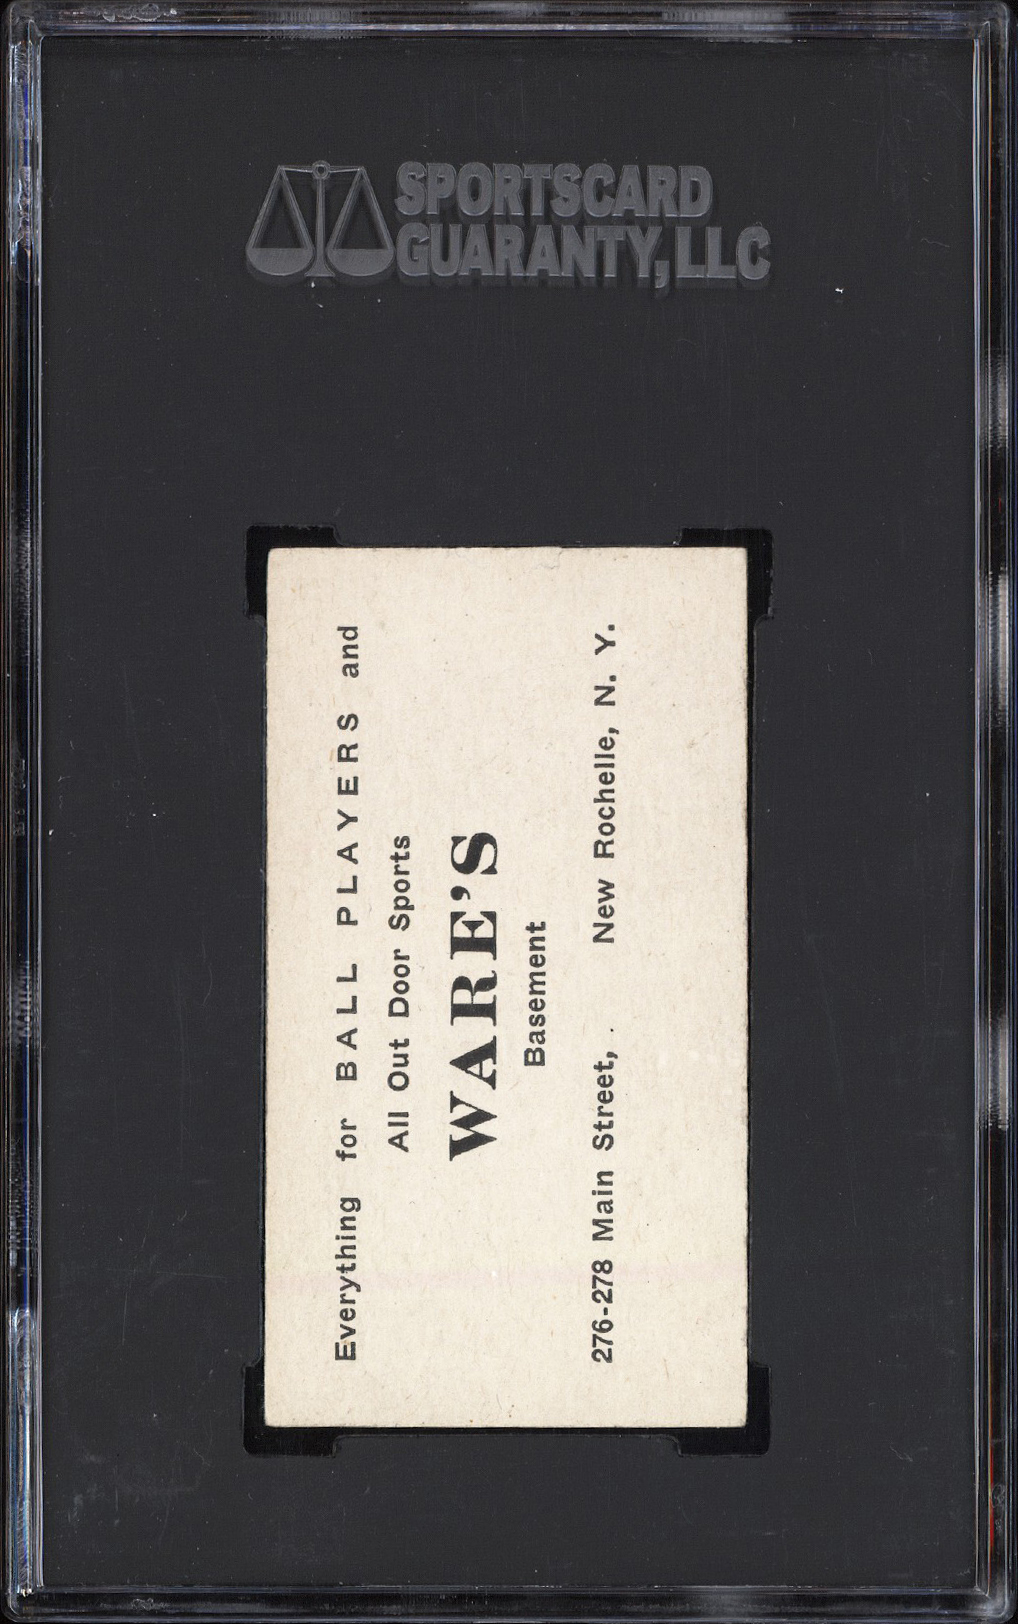 SPORTSCARD
GUARANTY, LLC
Everything for BALL PLAYERS and
All Out Door Sports
WARE'S
Basement
276-278 Main Street, New Rochelle, N. Y.